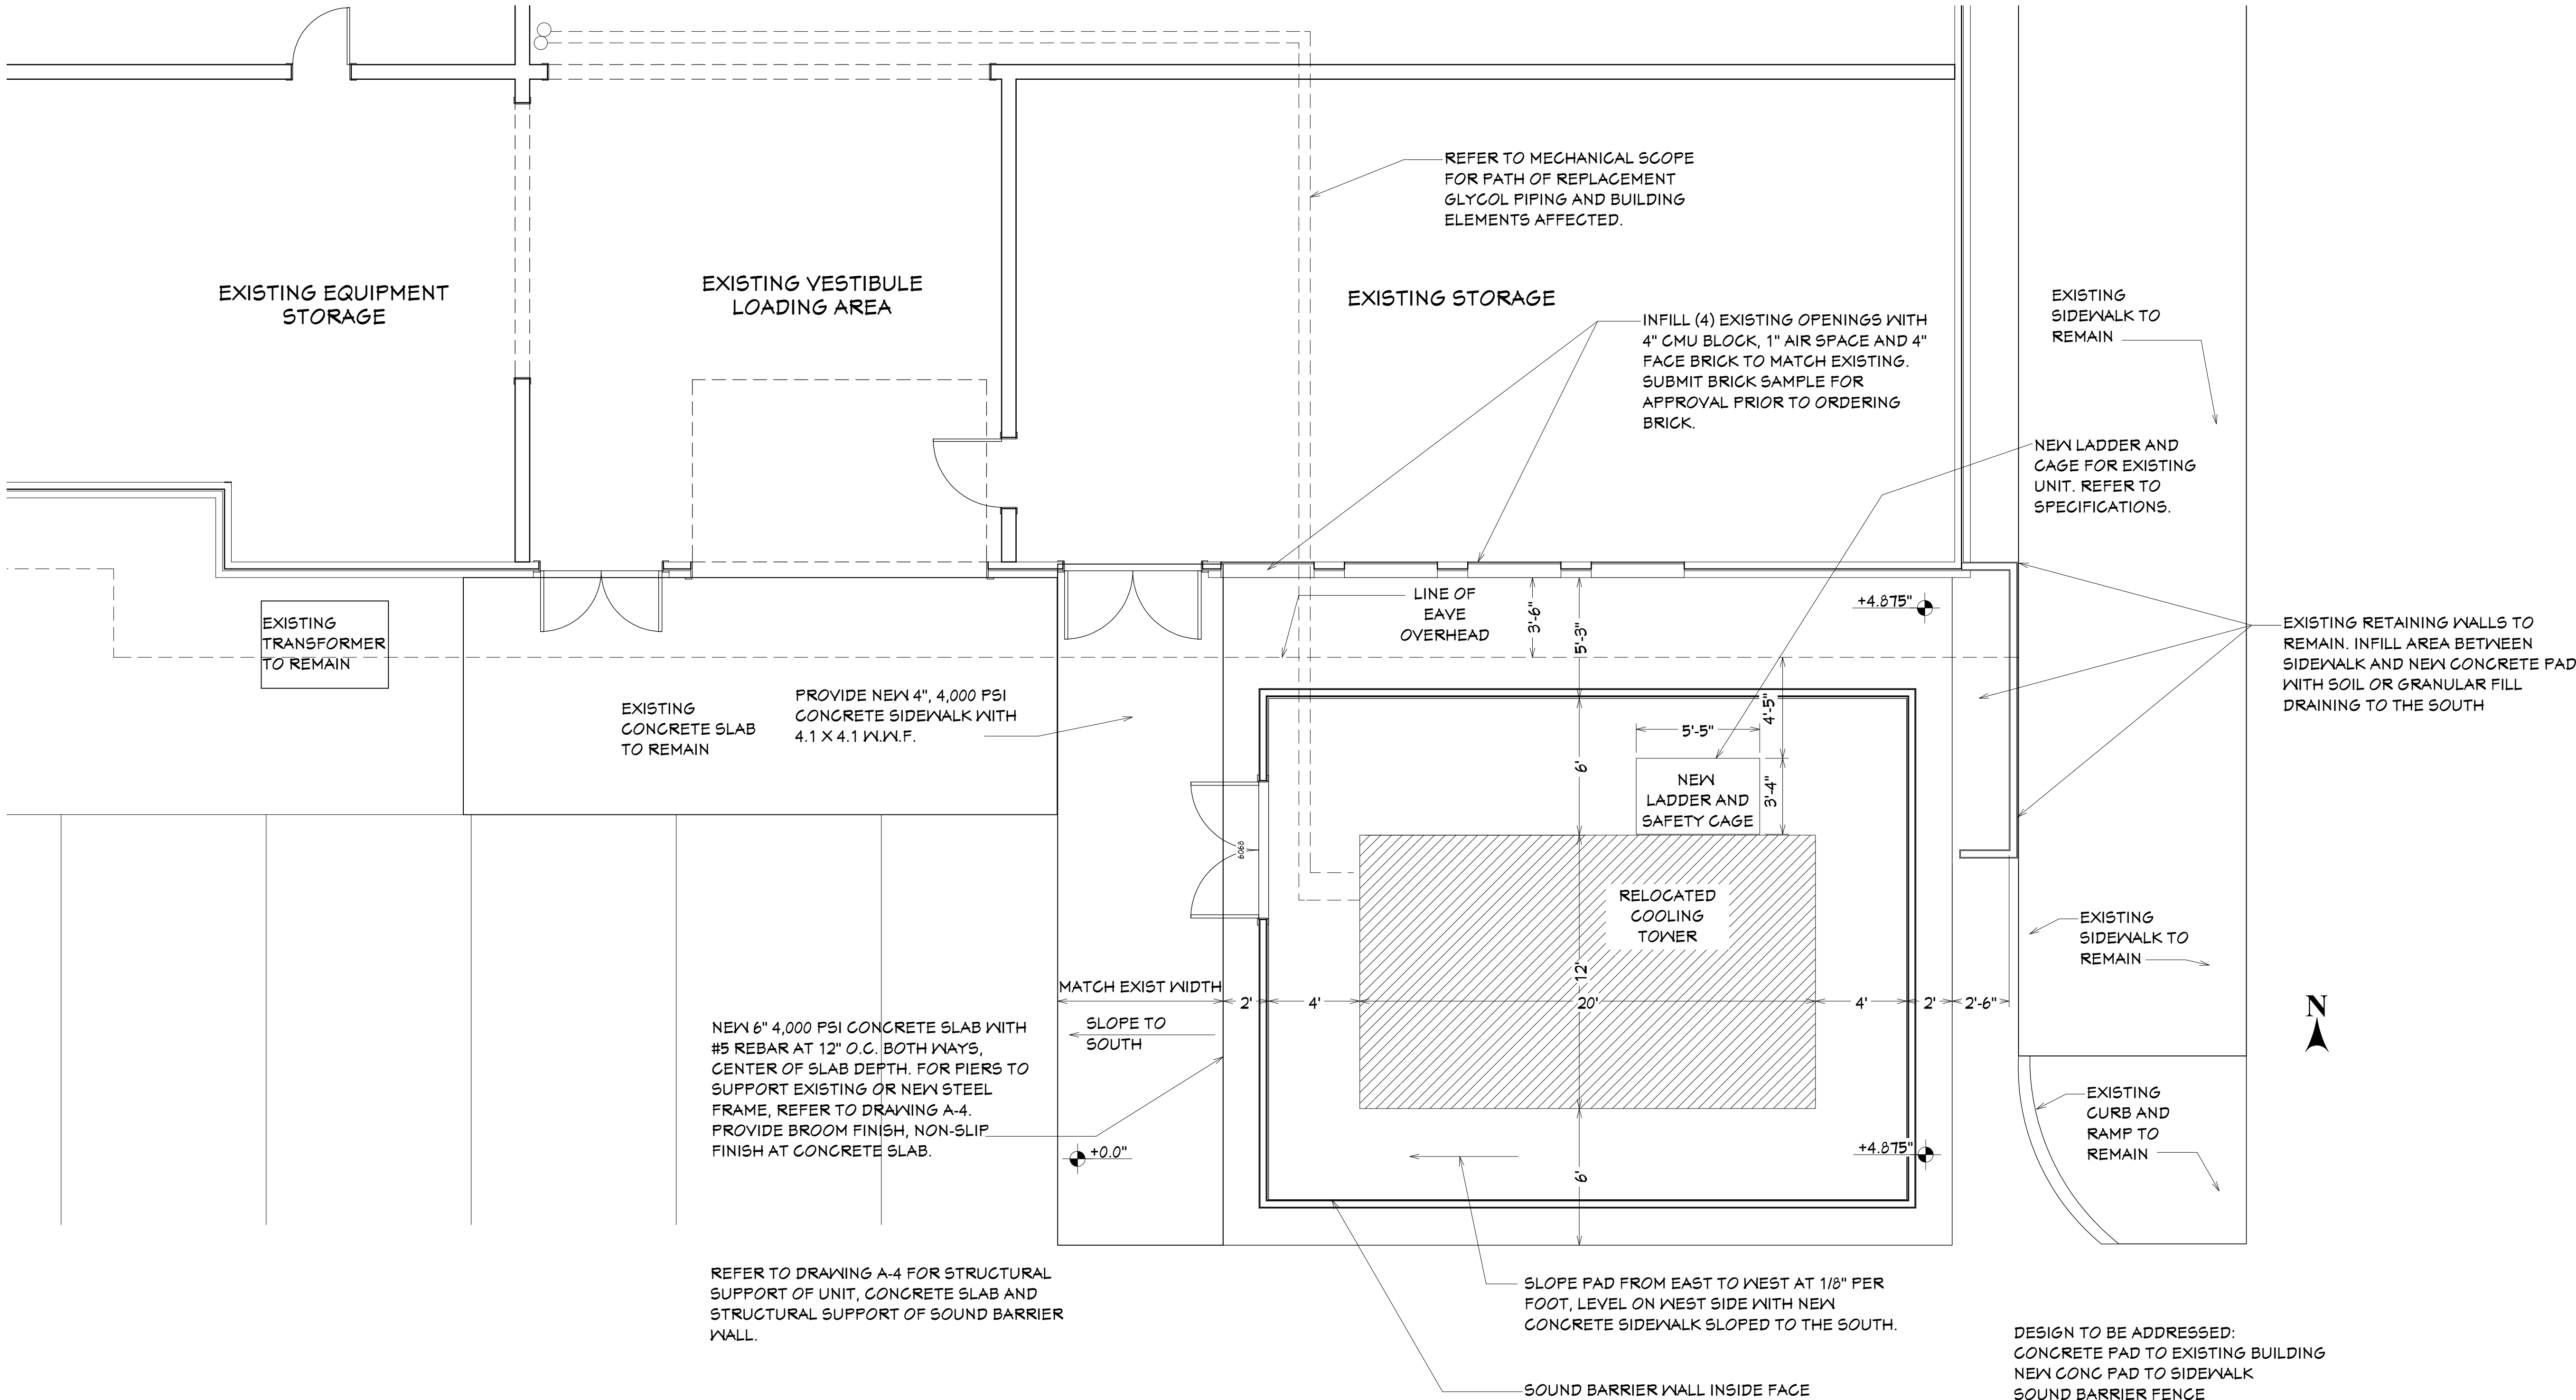 REFER TO MECHANICAL SCOPE
FOR PATH OF REPLACEMENT
GLYCOL PIPING AND BUILDING
ELEMENTS AFFECTED.
EXISTING EQUIPMENT
STORAGE
EXISTING VESTIBULE
LOADING AREA
EXISTING STORAGE
EXISTING
SIDEWALK TO
REMAIN
INFILL (4) EXISTING OPENINGS WITH
4" CMU BLOCK, 1" AIR SPACE AND 4"
FACE BRICK TO MATCH EXISTING.
SUBMIT BRICK SAMPLE FOR
APPROVAL PRIOR TO ORDERING
BRICK.
NEW LADDER AND
CAGE FOR EXISTING
UNIT. REFER TO
SPECIFICATIONS.
EXISTING
TRANSFORMER
TO REMAIN
LINE OF
EAVE
OVERHEAD
3'-6"
5'-3"
+4.875"
EXISTING RETAINING WALLS TO
REMAIN. INFILL AREA BETWEEN
SIDEWALK AND NEW CONCRETE PAD
WITH SOIL OR GRANULAR FILL
DRAINING TO THE SOUTH
EXISTING
CONCRETE SLAB
TO REMAIN
PROVIDE NEW 4", 4,000 PSI
CONCRETE SIDEWALK WITH
4.1 X 4.1 W.W.F.
4'-5"
5'-5"
6'
3'-4"
NEW
LADDER AND
SAFETY CAGE
6068
RELOCATED
COOLING
TOWER
EXISTING
SIDEWALK TO
REMAIN
12'
MATCH EXIST WIDTH
2'
4'
20'
4'
2'
2'-6"
N
SLOPE TO
SOUTH
NEW 6" 4,000 PSI CONCRETE SLAB WITH
#5 REBAR AT 12" O.C. BOTH WAYS,
CENTER OF SLAB DEPTH. FOR PIERS TO
SUPPORT EXISTING OR NEW STEEL
FRAME, REFER TO DRAWING A-4.
PROVIDE BROOM FINISH, NON-SLIP
FINISH AT CONCRETE SLAB.
+0.0"
+4.875"
6'
EXISTING
CURB AND
RAMP TO
REMAIN
REFER TO DRAWING A-4 FOR STRUCTURAL
SUPPORT OF UNIT, CONCRETE SLAB AND
STRUCTURAL SUPPORT OF SOUND BARRIER
WALL.
SLOPE PAD FROM EAST TO WEST AT 1/8" PER
FOOT, LEVEL ON WEST SIDE WITH NEW
CONCRETE SIDEWALK SLOPED TO THE SOUTH.
SOUND BARRIER WALL INSIDE FACE
DESIGN TO BE ADDRESSED:
CONCRETE PAD TO EXISTING BUILDING
NEW CONC PAD TO SIDEWALK
SOUND BARRIER FENCE